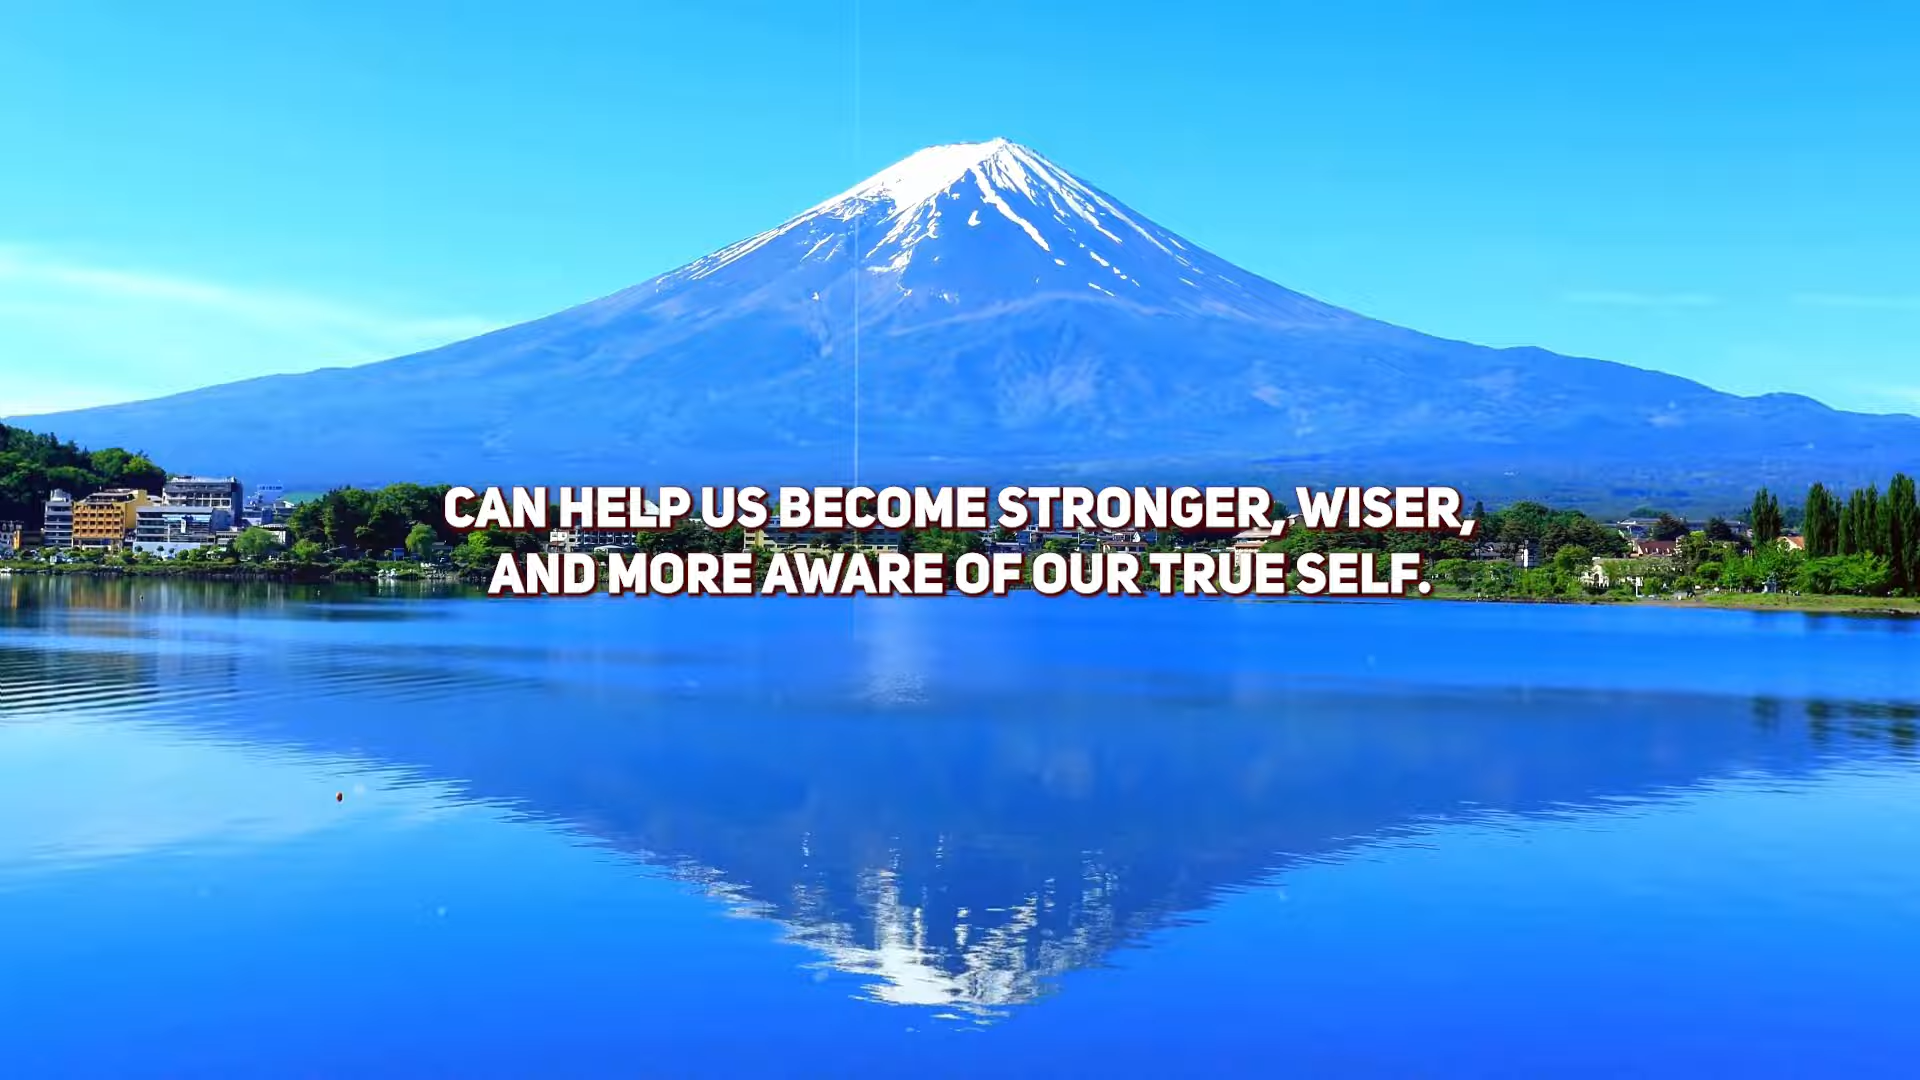 CAN HELP US BECOME STRONGER, WISER,
AND MORE AWARE OF OUR TRUE SELF.